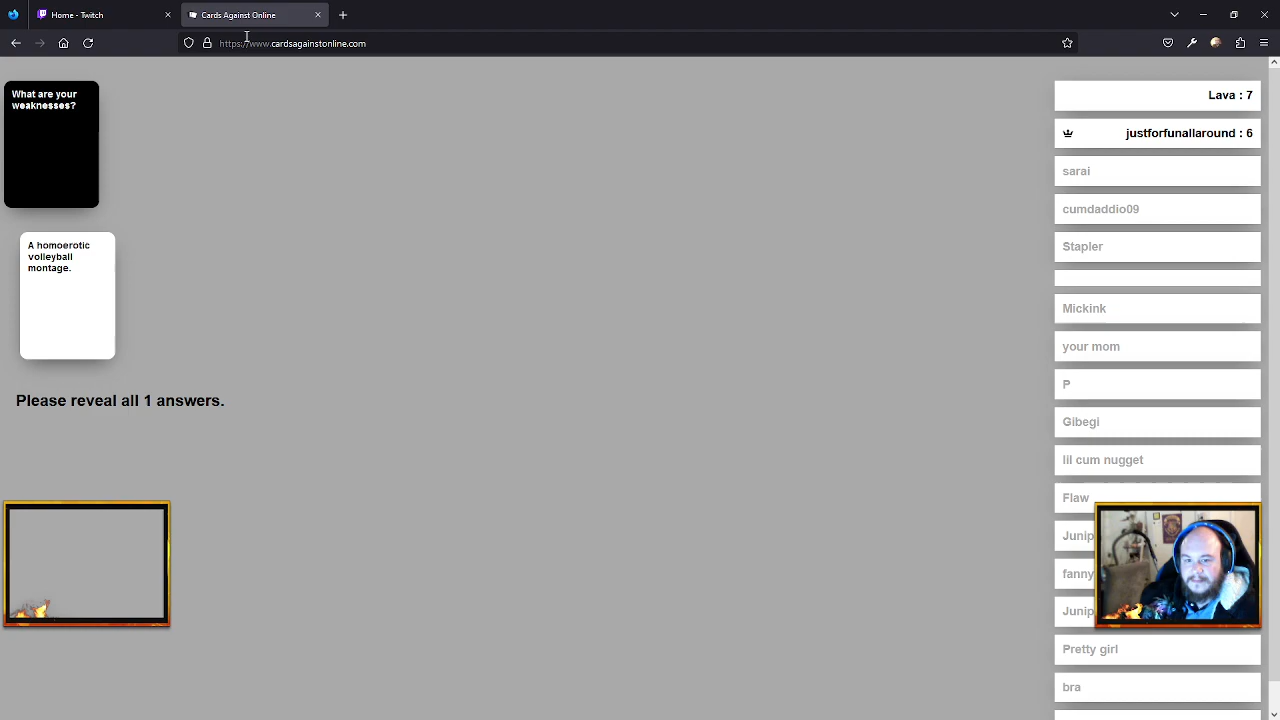 Home - Twitch
Cards Against Online
https://www.cardsagainstonline.com
What are your
weaknesses?
A homoerotic
volleyball
montage.
Please reveal all 1 answers.
Lava : 7
justforfunallaround : 6
sarai
cumdaddio09
Stapler
Mickink
your mom
P
Gibegi
lil cum nugget
Flaw
Junip
fanny
Junip
Pretty girl
bra